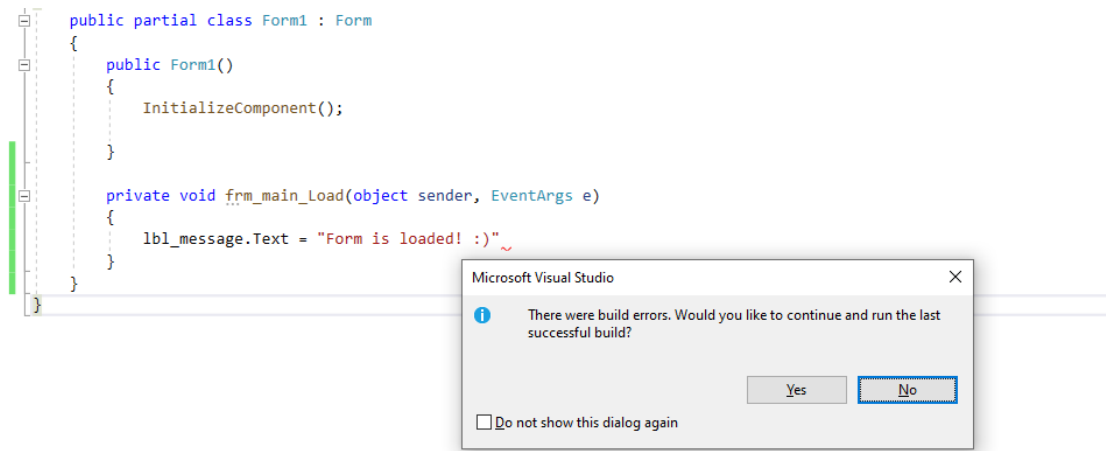 public partial class Form1 : Form
{
public Form1()
{
InitializeComponent();
}
private void frm_main_Load(object sender, EventArgs e)
{
lbl_message.Text = "Form is loaded! :)"
}
}
}
Microsoft Visual Studio
There were build errors. Would you like to continue and run the last
successful build?
Yes
No
Do not show this dialog again